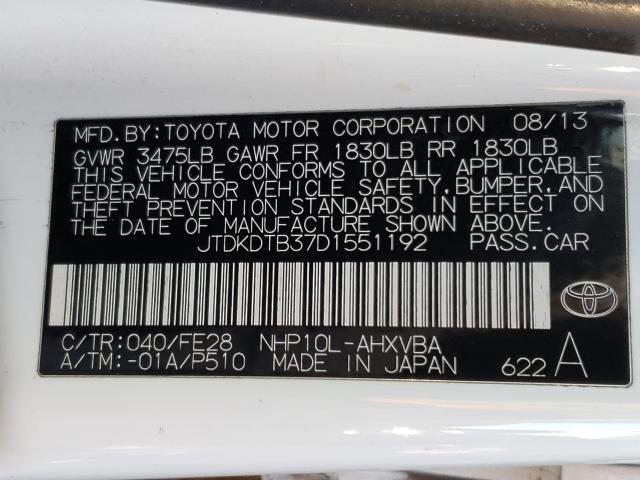 MFD.BY:TOYOTA MOTOR CORPORATION 08/13
GVWR 3475LB GAWR FR 1830LB RR 1830LB
THIS VEHICLE CONFORMS TO ALL APPLICABLE
FEDERAL MOTOR VEHICLE SAFETY,BUMPER,AND
THEFT PREVENTION STANDARDS IN EFFECT ON
THE DATE OF MANUFACTURE SHOWN ABOVE.
JTDKDTB37D1551192 PASS.CAR
C/TR:040/FE28 NHP10L-AHXVBA
A/TM:-01A/P510 MADE IN JAPAN 622 A